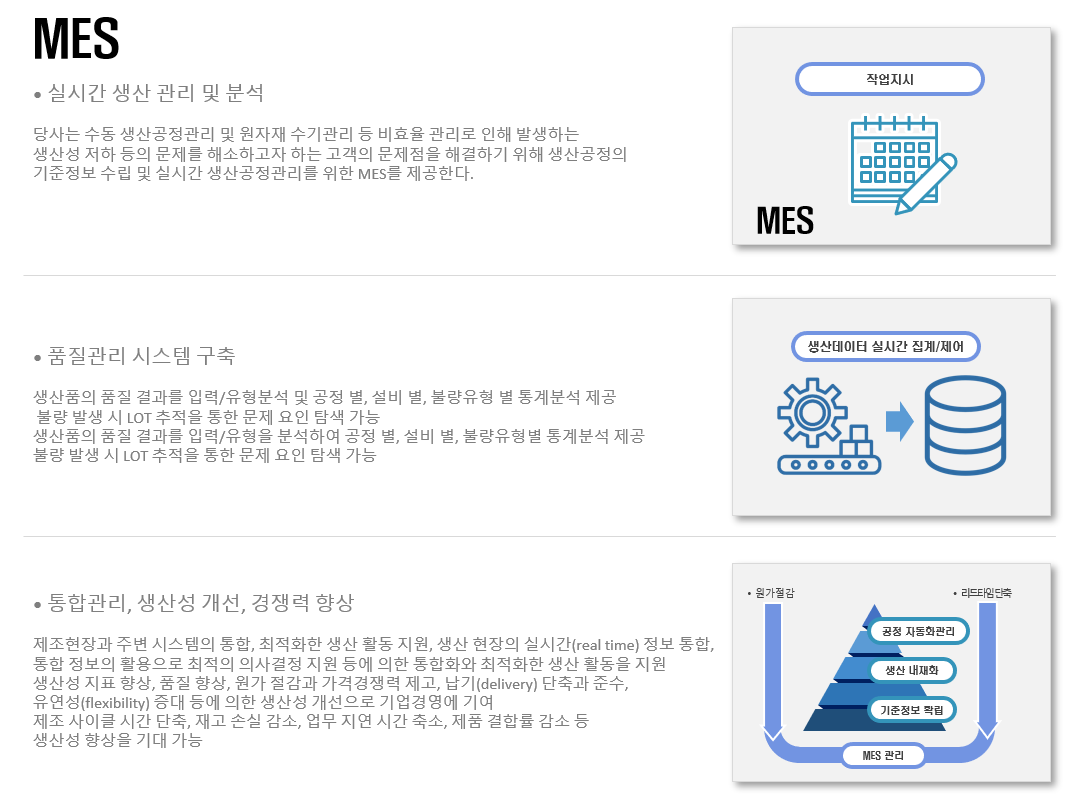 MES
• 실시간 생산 관리 및 분석
당사는 수동 생산공정관리 및 원자재 수기관리 등 비효율 관리로 인해 발생하는
생산성 저하 등의 문제를 해소하고자 하는 고객의 문제점을 해결하기 위해 생산공정의
기준정보 수립 및 실시간 생산공정관리를 위한 MES를 제공한다.
작업지시
MES
• 품질관리 시스템 구축
생산품의 품질 결과를 입력/유형분석 및 공정 별, 설비 별, 불량유형 별 통계분석 제공
불량 발생 시 LOT 추적을 통한 문제 요인 탐색 가능
생산품의 품질 결과를 입력/유형을 분석하여 공정 별, 설비 별, 불량유형별 통계분석 제공
불량 발생 시 LOT 추적을 통한 문제 요인 탐색 가능
생산데이터 실시간 집계/제어
• 통합관리, 생산성 개선, 경쟁력 향상
제조현장과 주변 시스템의 통합, 최적화한 생산 활동 지원, 생산 현장의 실시간(real time) 정보 통합,
통합 정보의 활용으로 최적의 의사결정 지원 등에 의한 통합화와 최적화한 생산 활동을 지원
생산성 지표 향상, 품질 향상, 원가 절감과 가격경쟁력 제고, 납기(delivery) 단축과 준수,
유연성(flexibility) 증대 등에 의한 생산성 개선으로 기업경영에 기여
제조 사이클 시간 단축, 재고 손실 감소, 업무 지연 시간 축소, 제품 결합률 감소 등
생산성 향상을 기대 가능
• 원가절감
• 리드타임단축
공정 자동화관리
생산 내재화
기준정보 확립
MES 관리